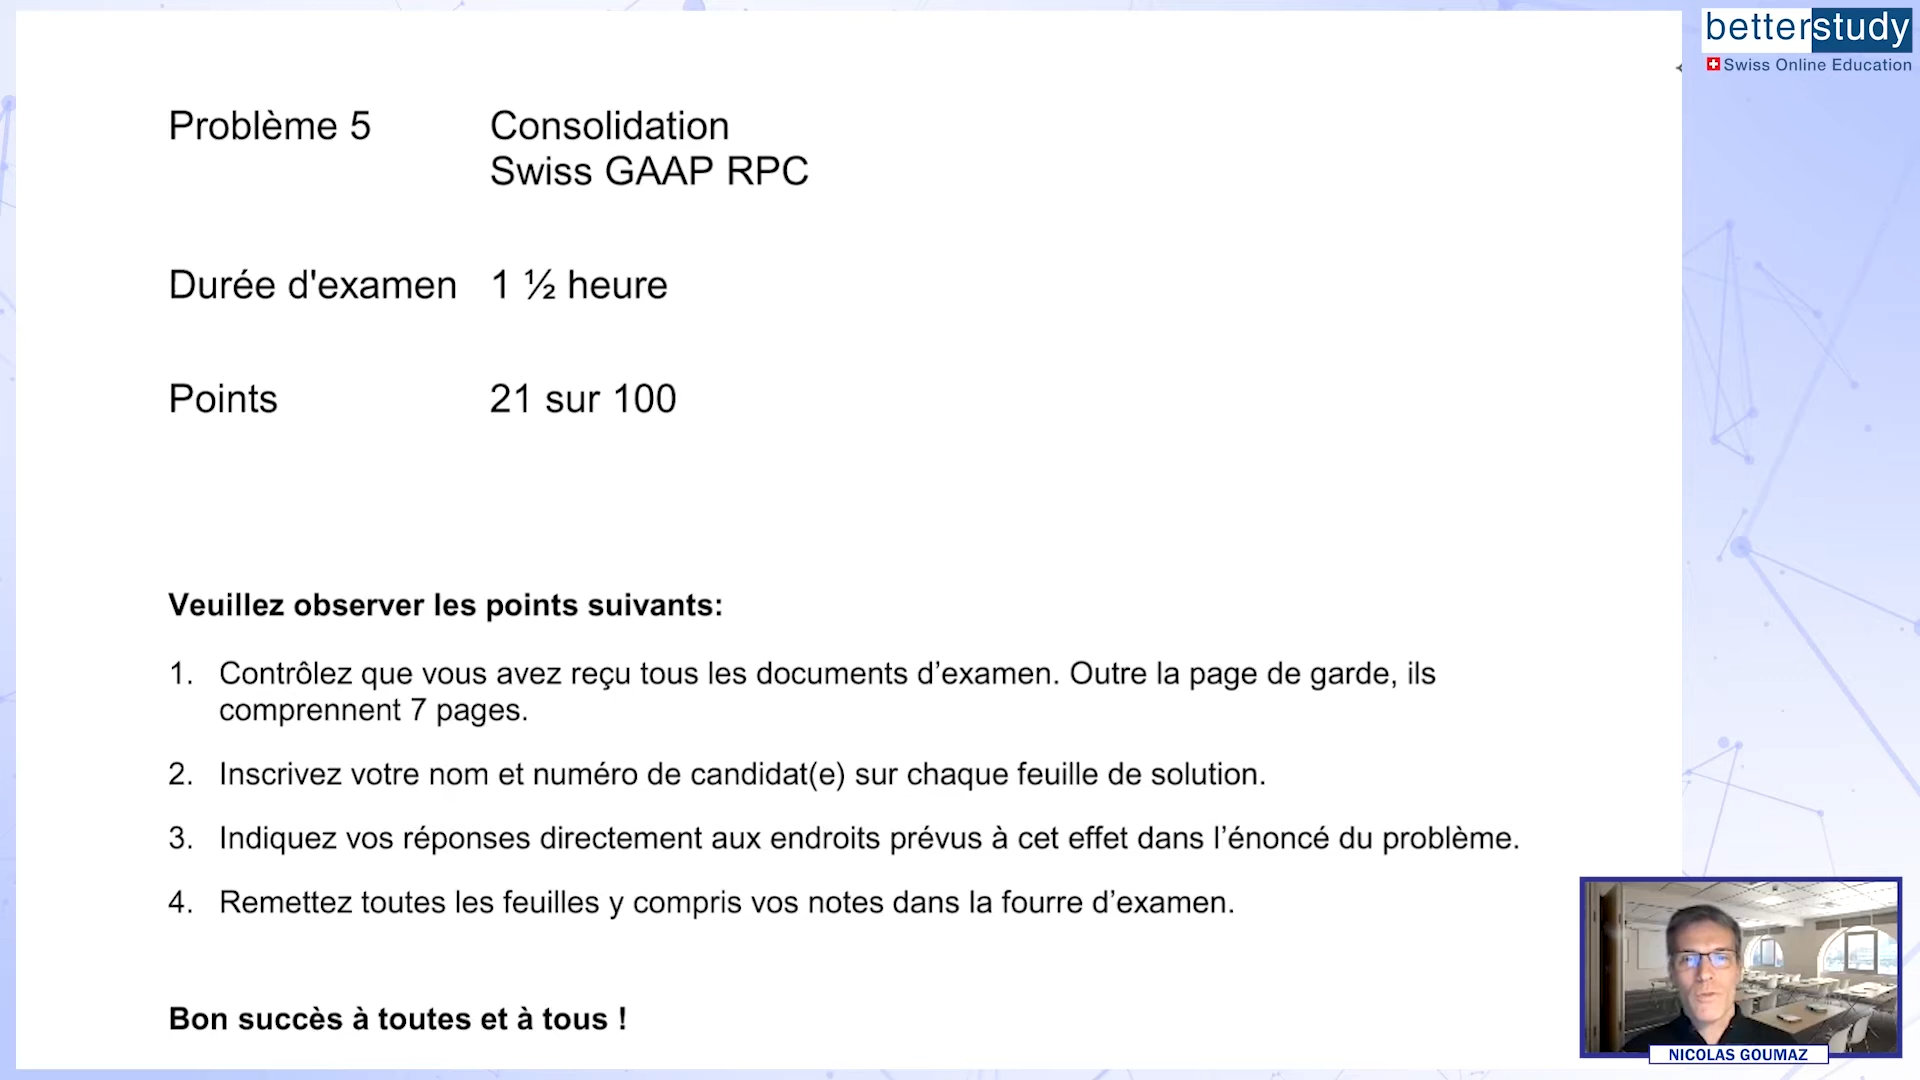 betterstudy
Swiss Online Education
Problème 5 Consolidation
Swiss GAAP RPC
Durée d'examen 1 ½ heure
Points 21 sur 100
Veuillez observer les points suivants:
1. Contrôlez que vous avez reçu tous les documents d’examen. Outre la page de garde, ils
comprennent 7 pages.
2. Inscrivez votre nom et numéro de candidat(e) sur chaque feuille de solution.
3. Indiquez vos réponses directement aux endroits prévus à cet effet dans l’énoncé du problème.
4. Remettez toutes les feuilles y compris vos notes dans la fourre d’examen.
Bon succès à toutes et à tous !
NICOLAS GOUMAZ